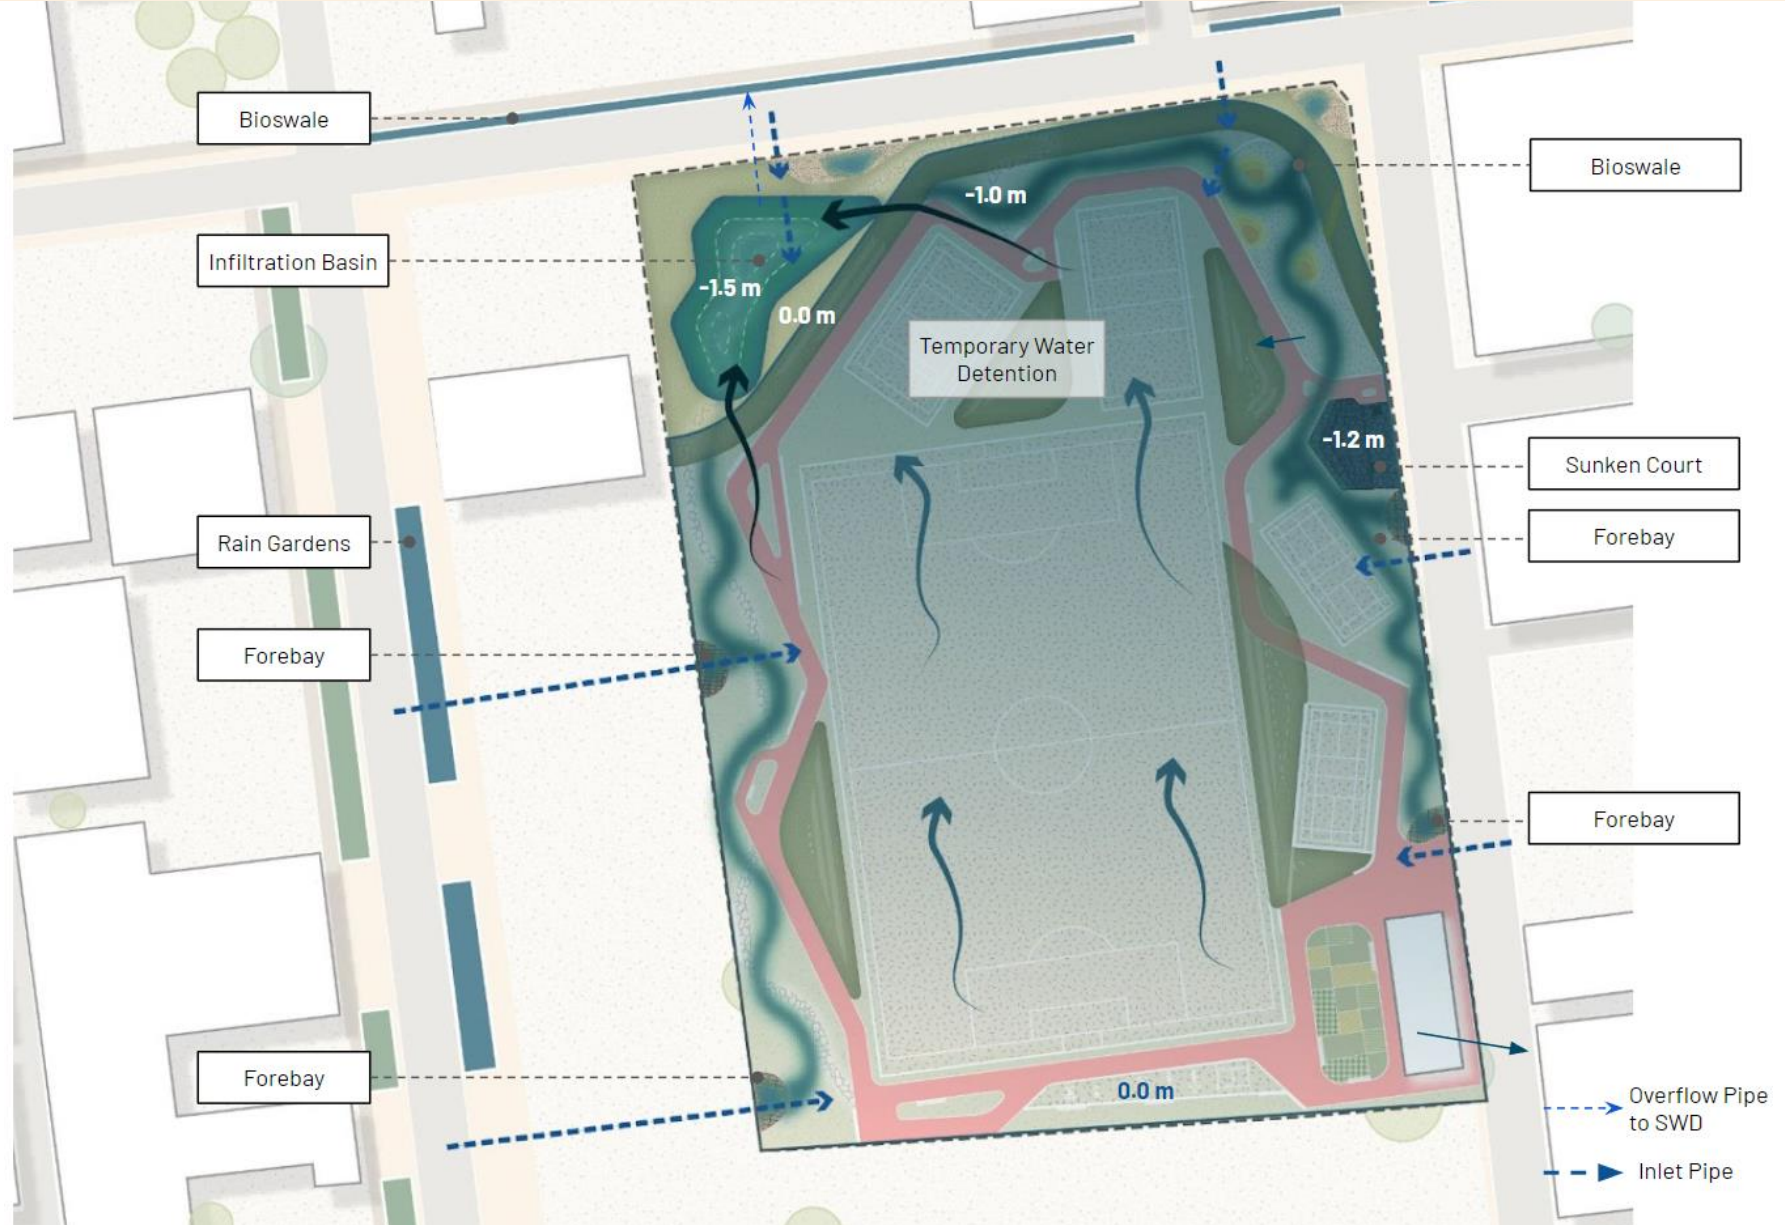 Bioswale
Bioswale
-1.0 m
Infiltration Basin
-1.5 m
0.0 m
Temporary Water
Detention
-1.2 m
Sunken Court
Rain Gardens
Forebay
Forebay
Forebay
Forebay
0.0 m
Overflow Pipe
to SWD
Inlet Pipe